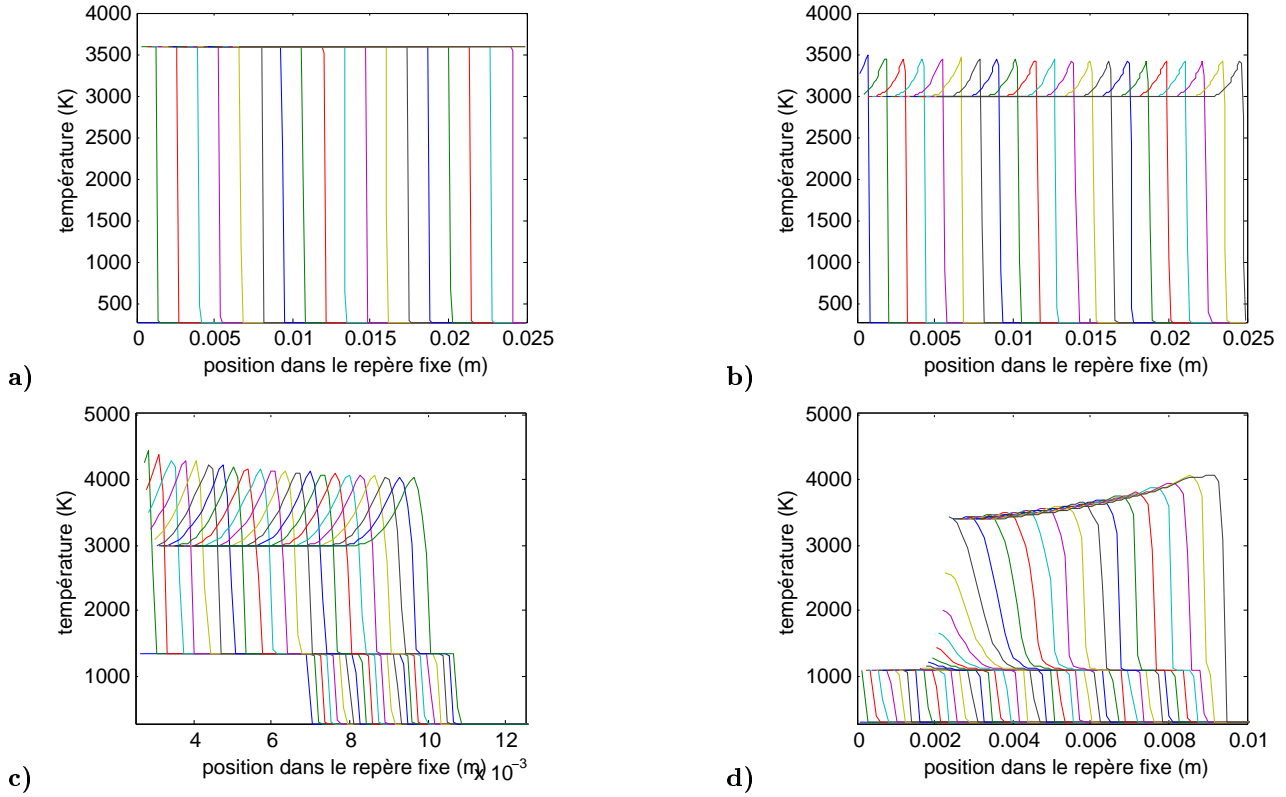 4000
3500
3000
2500
2000
1500
1000
500
température (K)
0 0.005 0.01 0.015 0.02 0.025
position dans le repère fixe (m)
a)
4000
3500
3000
2500
2000
1500
1000
500
température (K)
0 0.005 0.01 0.015 0.02 0.025
position dans le repère fixe (m)
b)
5000
4000
3000
2000
1000
température (K)
4 6 8 10 12
position dans le repère fixe (m)
x 10−3
c)
5000
4000
3000
2000
1000
température (K)
0 0.002 0.004 0.006 0.008 0.01
position dans le repère fixe (m)
d)